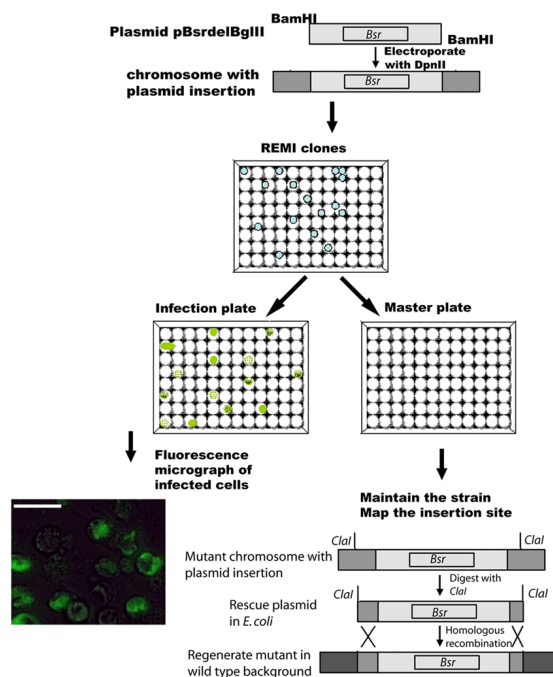 BamHI
Plasmid pBsrdelBglII
Bsr
BamHI
Electroporate
with DpnII
chromosome with
plasmid insertion
Bsr
REMI clones
Infection plate
Master plate
Fluorescence
micrograph of
infected cells
Maintain the strain
Map the insertion site
ClaI
ClaI
Mutant chromosome with
plasmid insertion
Bsr
Digest with
ClaI
ClaI
ClaI
Rescue plasmid
in E.coli
Bsr
Homologous
recombination
Regenerate mutant in
wild type background
Bsr